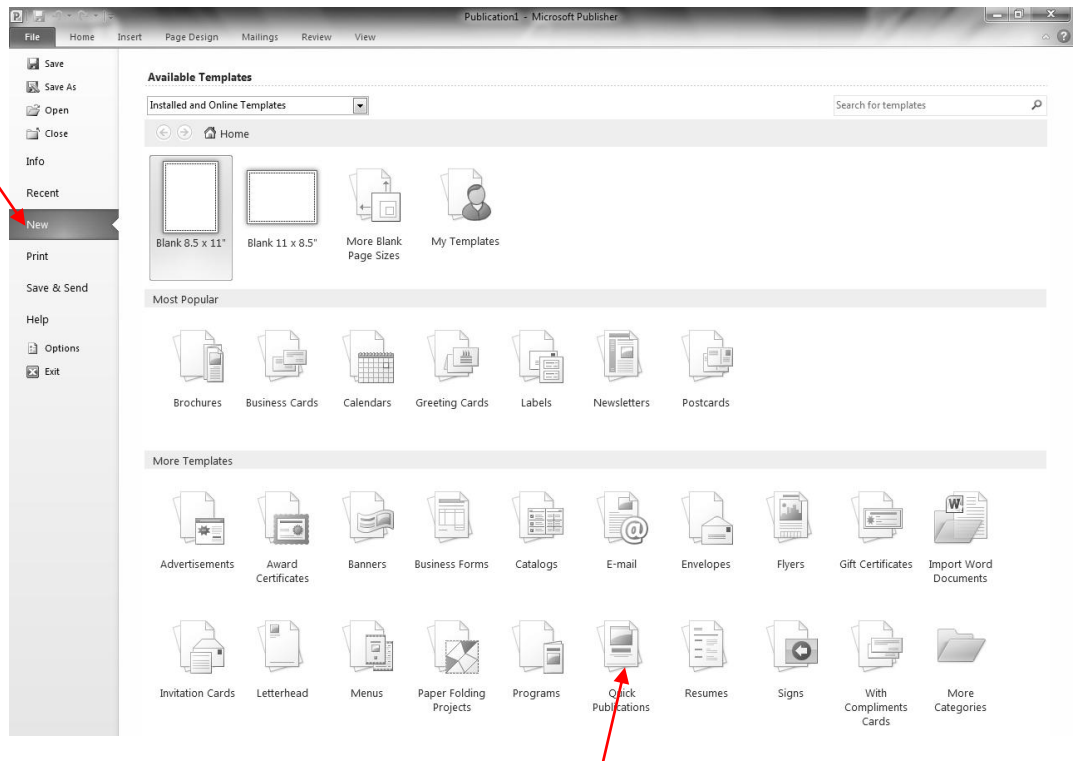 Publication1 - Microsoft Publisher
File Home Insert Page Design Mailings Review View
Save
Save As
Open
Close
Info
Recent
New
Print
Save & Send
Help
Options
Exit
Available Templates
Installed and Online Templates
Search for templates
Home
Blank 8.5 x 11"
Blank 11 x 8.5"
More Blank
Page Sizes
My Templates
Most Popular
Brochures
Business Cards
Calendars
Greeting Cards
Labels
Newsletters
Postcards
More Templates
Advertisements
Award
Certificates
Banners
Business Forms
Catalogs
E-mail
Envelopes
Flyers
Gift Certificates
Import Word
Documents
Invitation Cards
Letterhead
Menus
Paper Folding
Projects
Programs
Quick
Publications
Resumes
Signs
With
Compliments
Cards
More
Categories